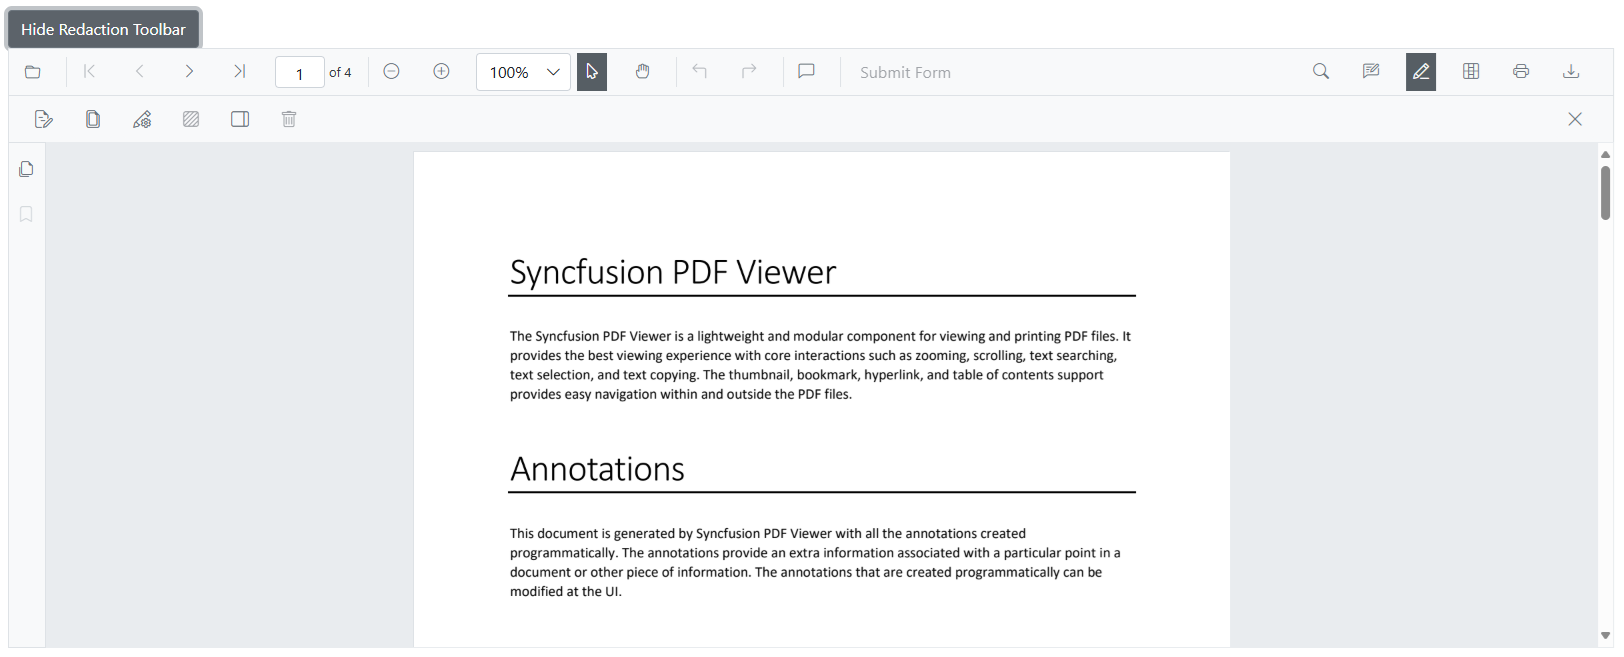 Hide Redaction Toolbar
1 of 4 100% Submit Form
Syncfusion PDF Viewer
The Syncfusion PDF Viewer is a lightweight and modular component for viewing and printing PDF files. It
provides the best viewing experience with core interactions such as zooming, scrolling, text searching,
text selection, and text copying. The thumbnail, bookmark, hyperlink, and table of contents support
provides easy navigation within and outside the PDF files.
Annotations
This document is generated by Syncfusion PDF Viewer with all the annotations created
programmatically. The annotations provide an extra information associated with a particular point in a
document or other piece of information. The annotations that are created programmatically can be
modified at the UI.